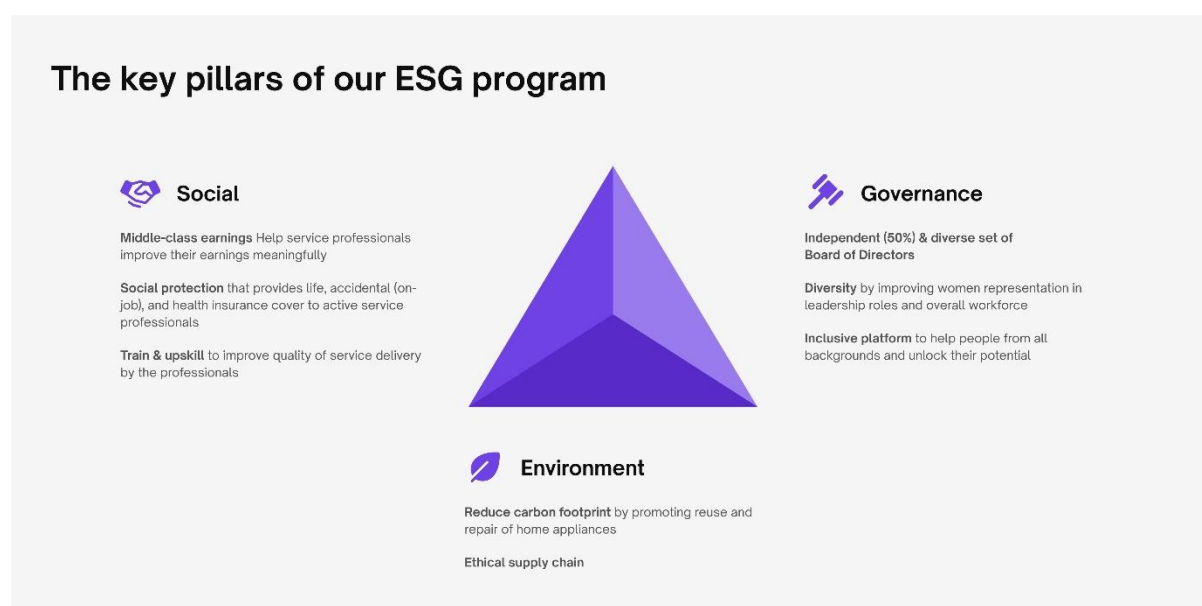 The key pillars of our ESG program
Social
Middle-class earnings Help service professionals
improve their earnings meaningfully
Social protection that provides life, accidental (on-
job), and health insurance cover to active service
professionals
Train & upskill to improve quality of service delivery
by the professionals
Governance
Independent (50%) & diverse set of
Board of Directors
Diversity by improving women representation in
leadership roles and overall workforce
Inclusive platform to help people from all
backgrounds and unlock their potential
Environment
Reduce carbon footprint by promoting reuse and
repair of home appliances
Ethical supply chain